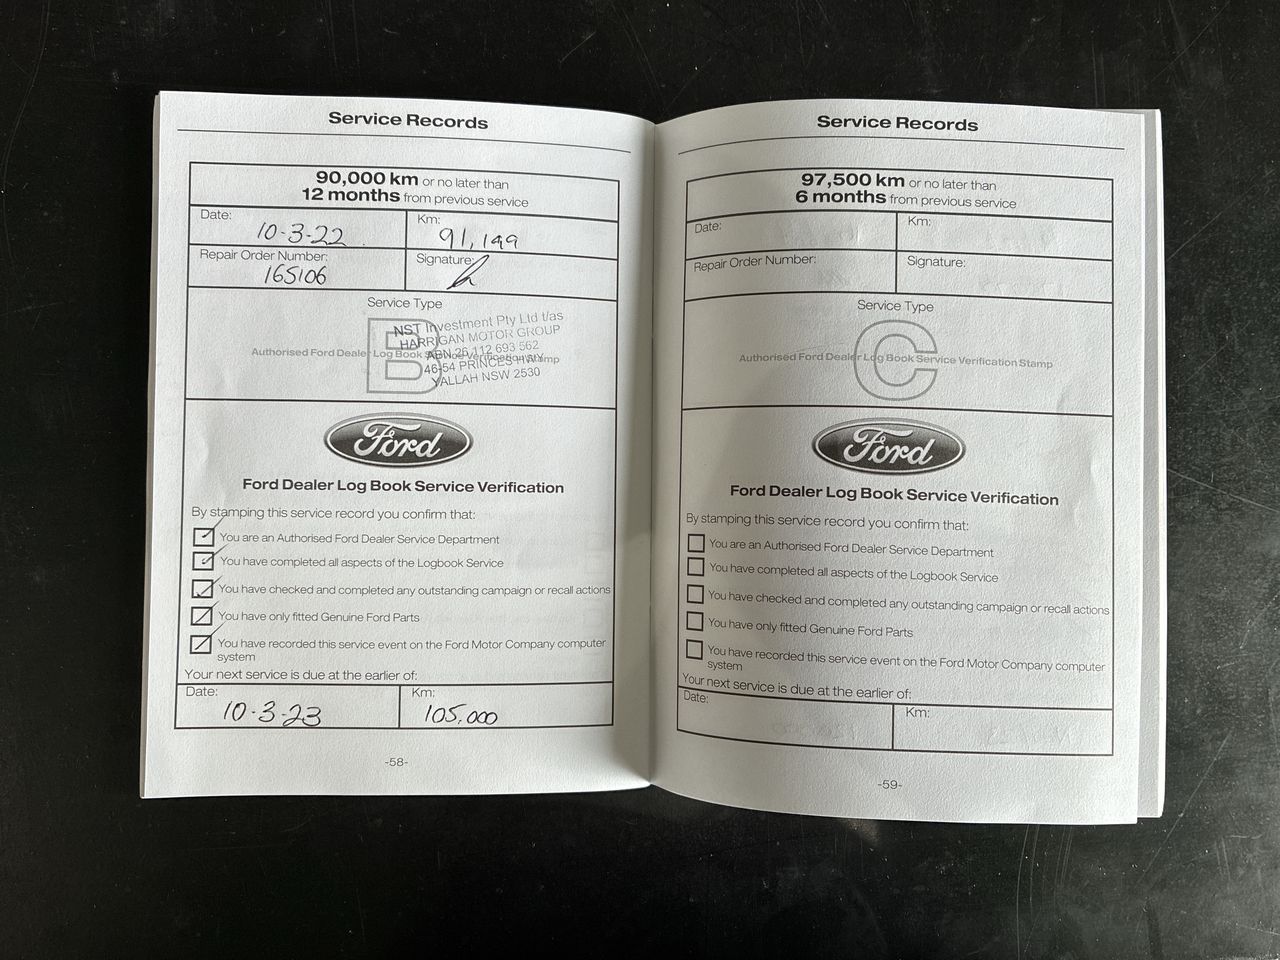 Service Records
90,000 km or no later than
12 months from previous service
Date:
10-3-22
Km:
91,199
Repair Order Number:
165106
Signature:
Service Type
B
Authorised Ford Dealer Log Book Service Verification Stamp
NST Investment Pty Ltd t/as
HARRIGAN MOTOR GROUP
ABN 26 112 693 562
46-54 PRINCES HWY
YALLAH NSW 2530
Ford
Ford Dealer Log Book Service Verification
By stamping this service record you confirm that:
You are an Authorised Ford Dealer Service Department
You have completed all aspects of the Logbook Service
You have checked and completed any outstanding campaign or recall actions
You have only fitted Genuine Ford Parts
You have recorded this service event on the Ford Motor Company computer
system
Your next service is due at the earlier of:
Date:
10-3-23
Km:
105,000
-58-
Service Records
97,500 km or no later than
6 months from previous service
Date:
Km:
Repair Order Number:
Signature:
Service Type
C
Authorised Ford Dealer Log Book Service Verification Stamp
Ford
Ford Dealer Log Book Service Verification
By stamping this service record you confirm that:
You are an Authorised Ford Dealer Service Department
You have completed all aspects of the Logbook Service
You have checked and completed any outstanding campaign or recall actions
You have only fitted Genuine Ford Parts
You have recorded this service event on the Ford Motor Company computer
system
Your next service is due at the earlier of:
Date:
Km:
-59-